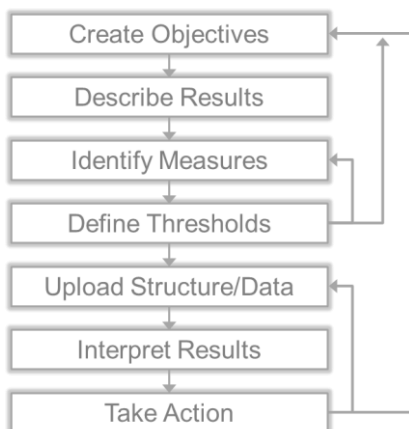 Create Objectives
Describe Results
Identify Measures
Define Thresholds
Upload Structure/Data
Interpret Results
Take Action